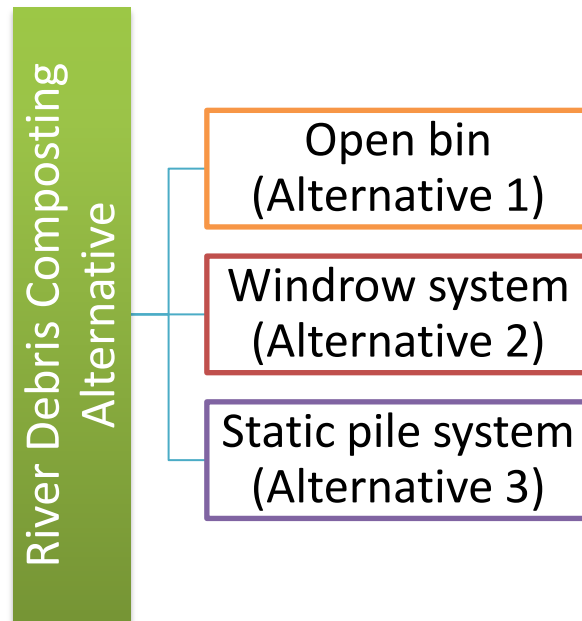 River Debris Composting
Alternative
Open bin
(Alternative 1)
Windrow system
(Alternative 2)
Static pile system
(Alternative 3)